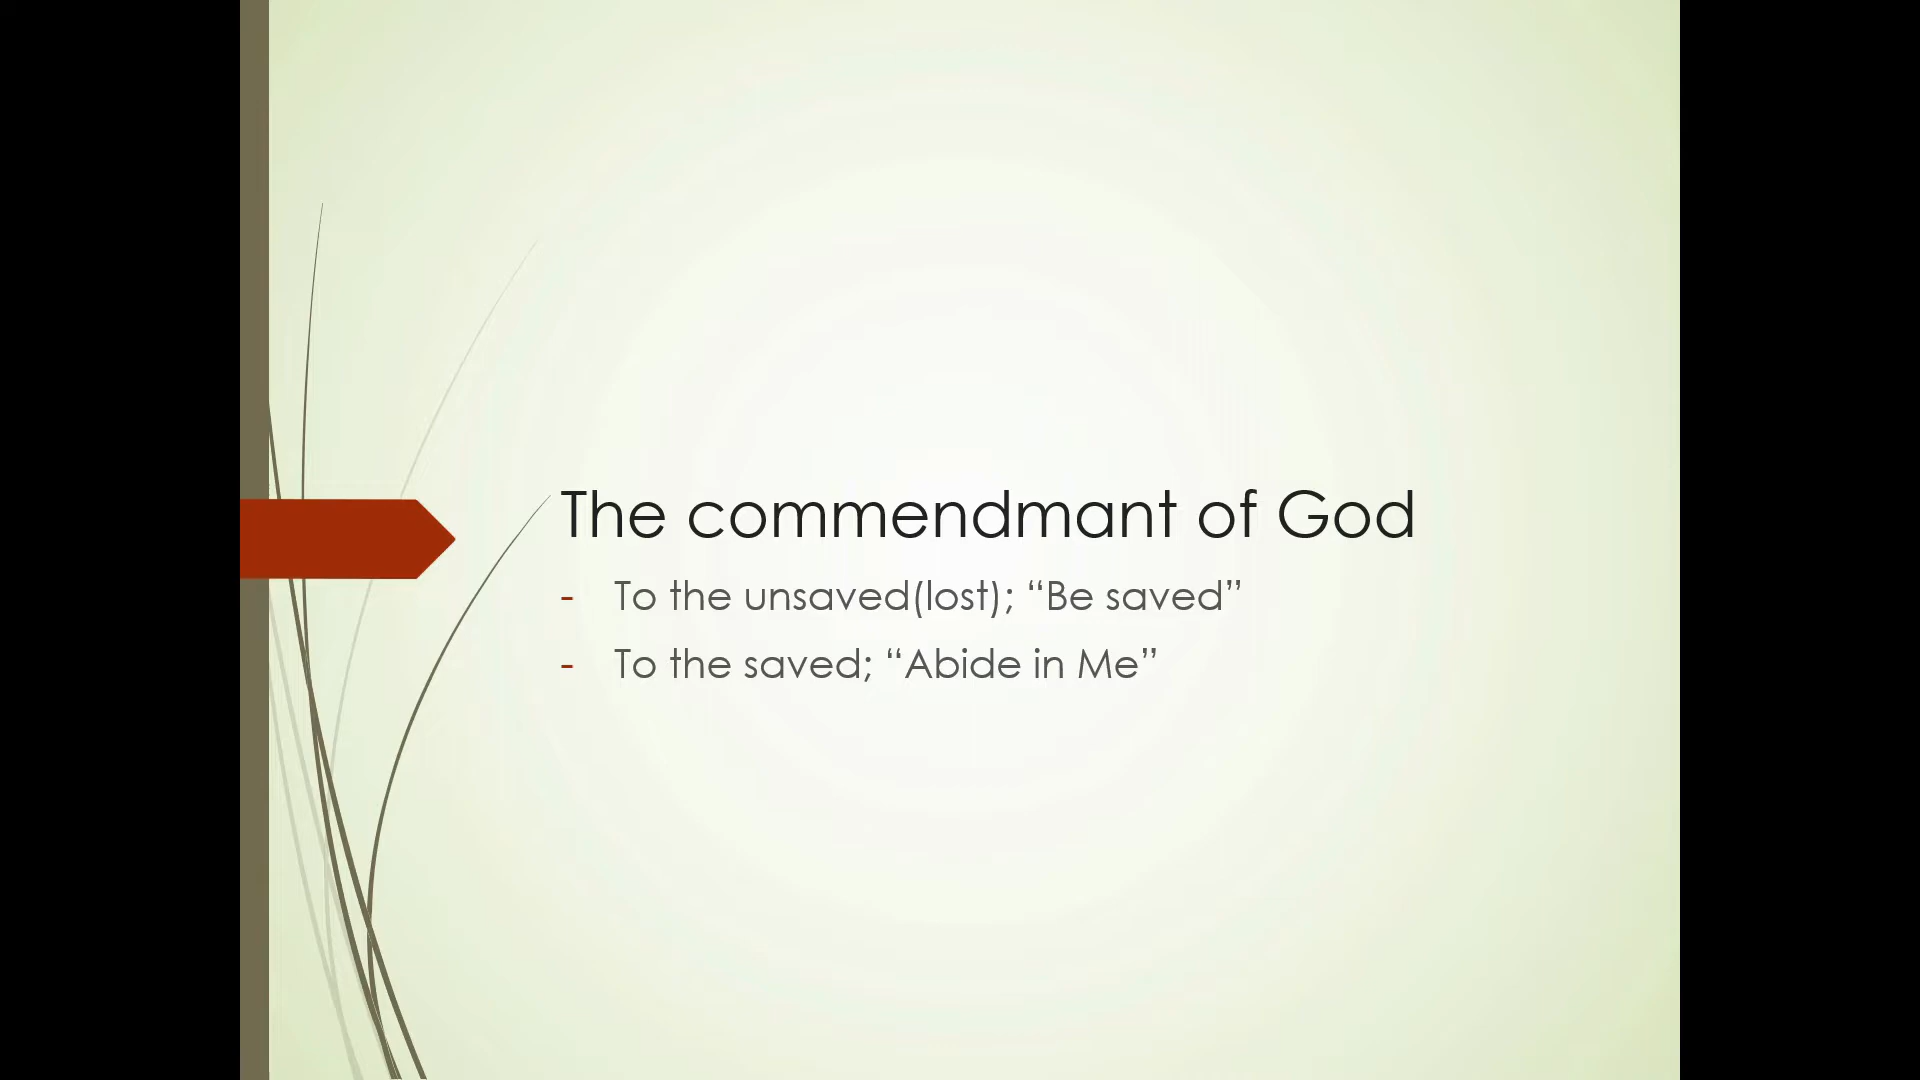 The commendmant of God
- To the unsaved(lost); “Be saved”
- To the saved; “Abide in Me”